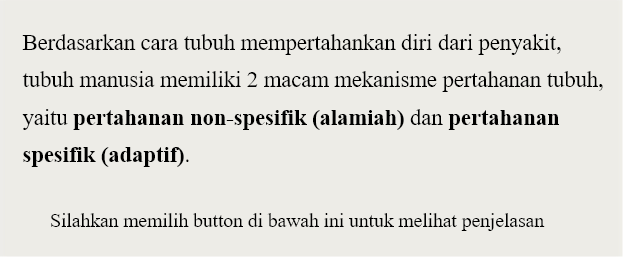 Berdasarkan cara tubuh mempertahankan diri dari penyakit,
tubuh manusia memiliki 2 macam mekanisme pertahanan tubuh,
yaitu pertahanan non-spesifik (alamiah) dan pertahanan
spesifik (adaptif).
Silahkan memilih button di bawah ini untuk melihat penjelasan